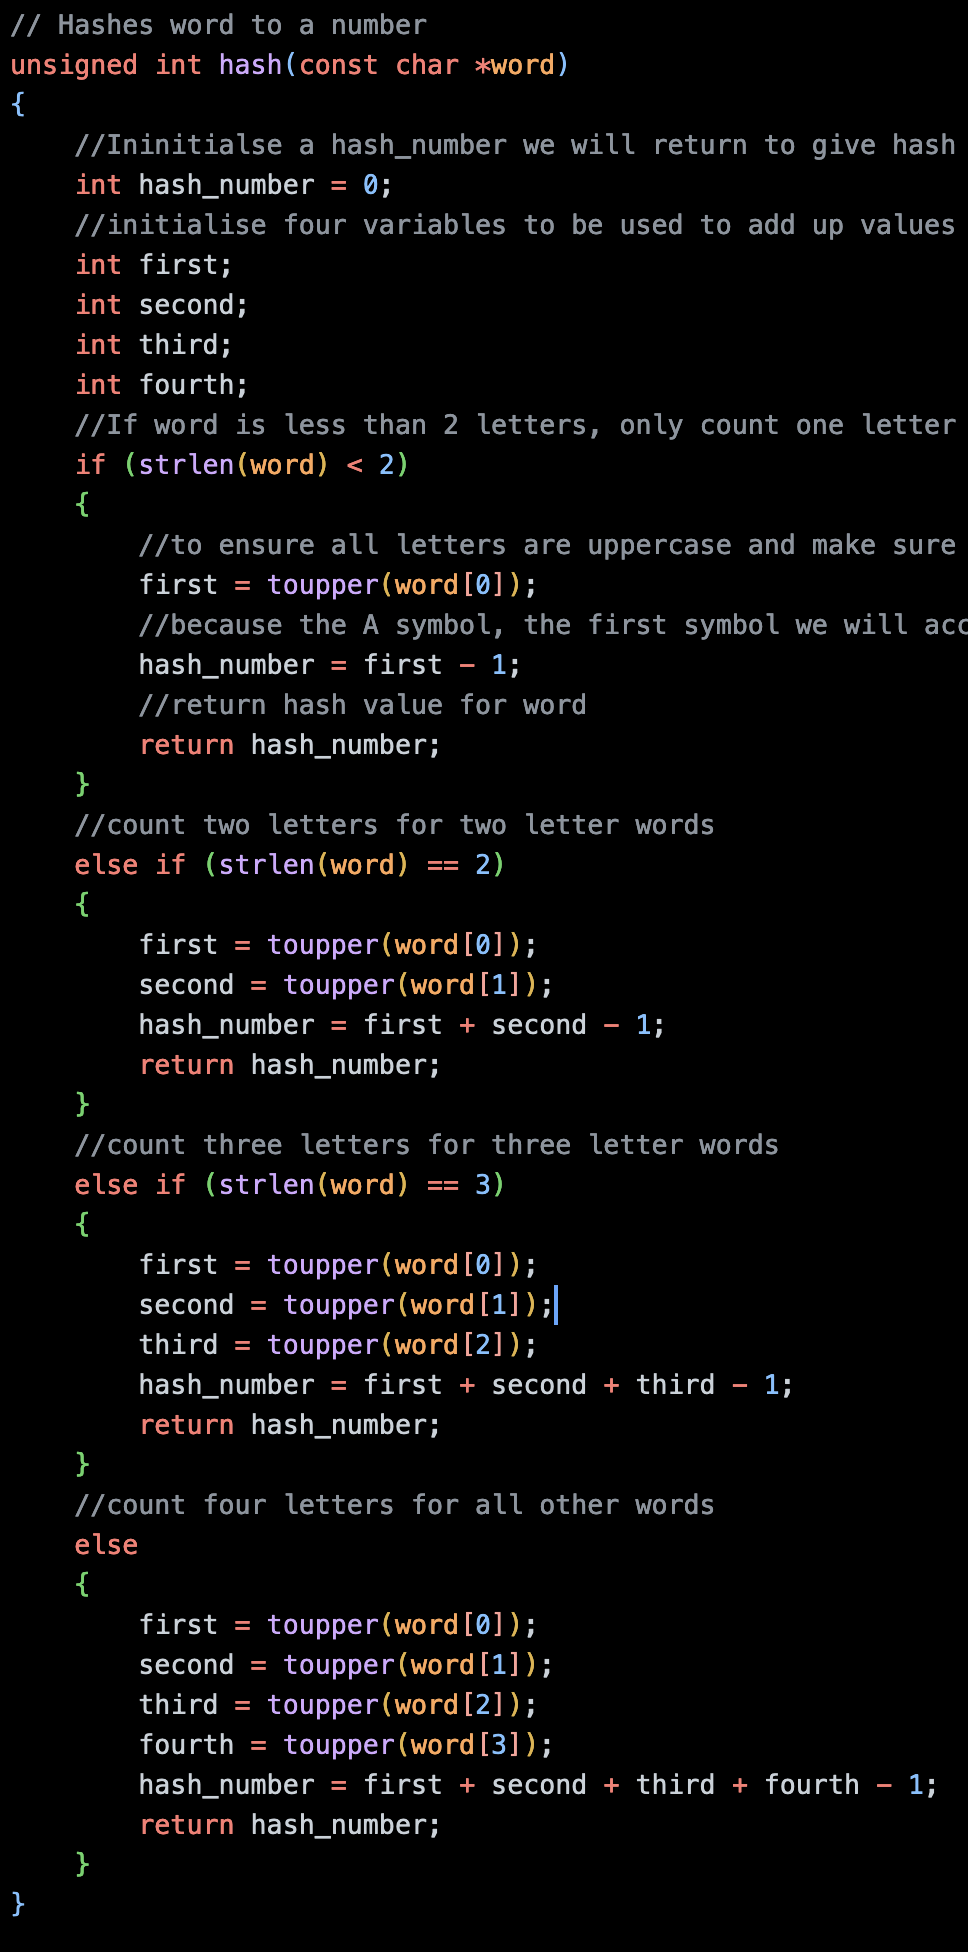 // Hashes word to a number
unsigned int hash(const char *word)
{
    //Ininitialse a hash_number we will return to give hash
    int hash_number = 0;
    //initialise four variables to be used to add up values
    int first;
    int second;
    int third;
    int fourth;
    //If word is less than 2 letters, only count one letter
    if (strlen(word) < 2)
    {
        //to ensure all letters are uppercase and make sure
        first = toupper(word[0]);
        //because the A symbol, the first symbol we will acc
        hash_number = first - 1;
        //return hash value for word
        return hash_number;
    }
    //count two letters for two letter words
    else if (strlen(word) == 2)
    {
        first = toupper(word[0]);
        second = toupper(word[1]);
        hash_number = first + second - 1;
        return hash_number;
    }
    //count three letters for three letter words
    else if (strlen(word) == 3)
    {
        first = toupper(word[0]);
        second = toupper(word[1]);
        third = toupper(word[2]);
        hash_number = first + second + third - 1;
        return hash_number;
    }
    //count four letters for all other words
    else
    {
        first = toupper(word[0]);
        second = toupper(word[1]);
        third = toupper(word[2]);
        fourth = toupper(word[3]);
        hash_number = first + second + third + fourth - 1;
        return hash_number;
    }
}